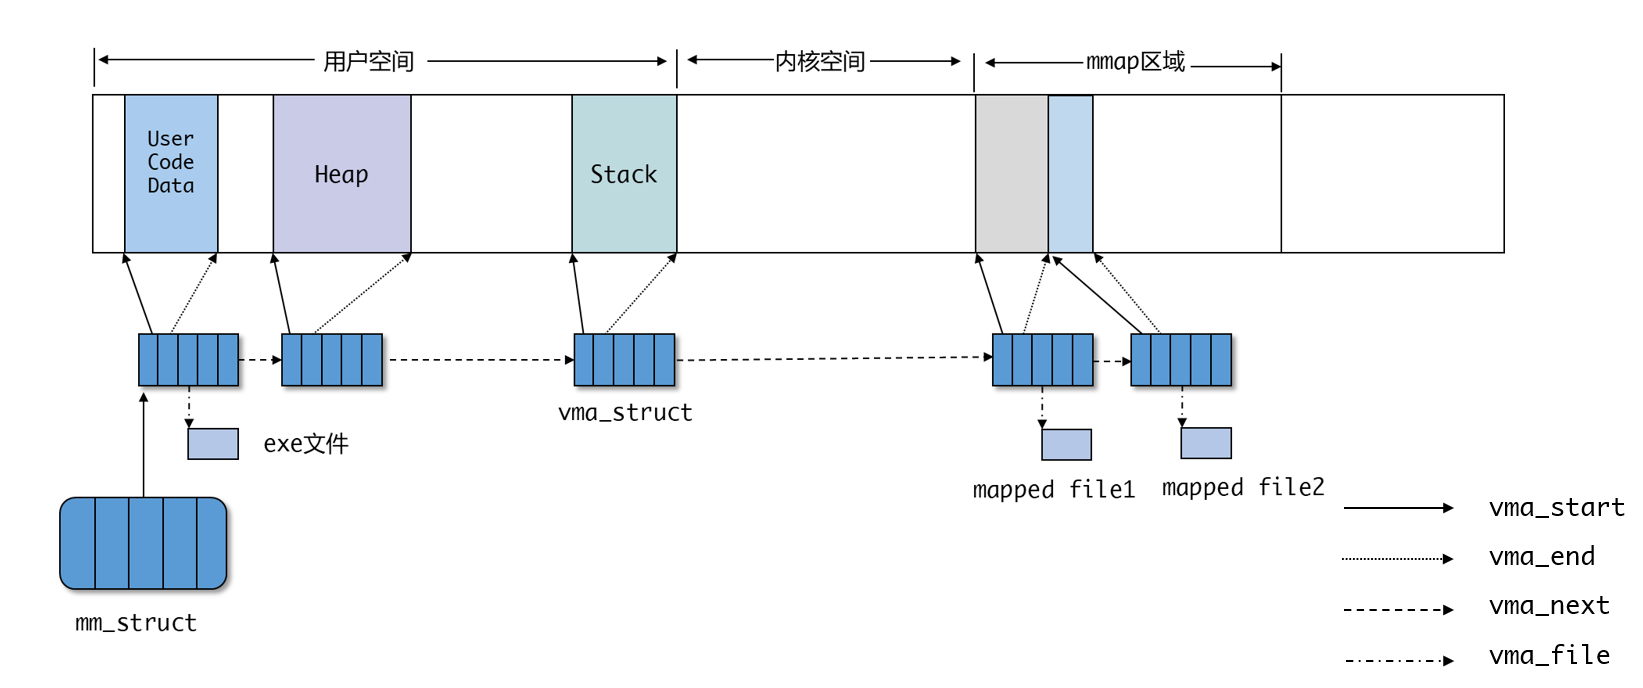 用户空间
内核空间
mmap区域
User
Code
Data
Heap
Stack
vma_struct
exe文件
mapped file1
mapped file2
mm_struct
vma_start
vma_end
vma_next
vma_file